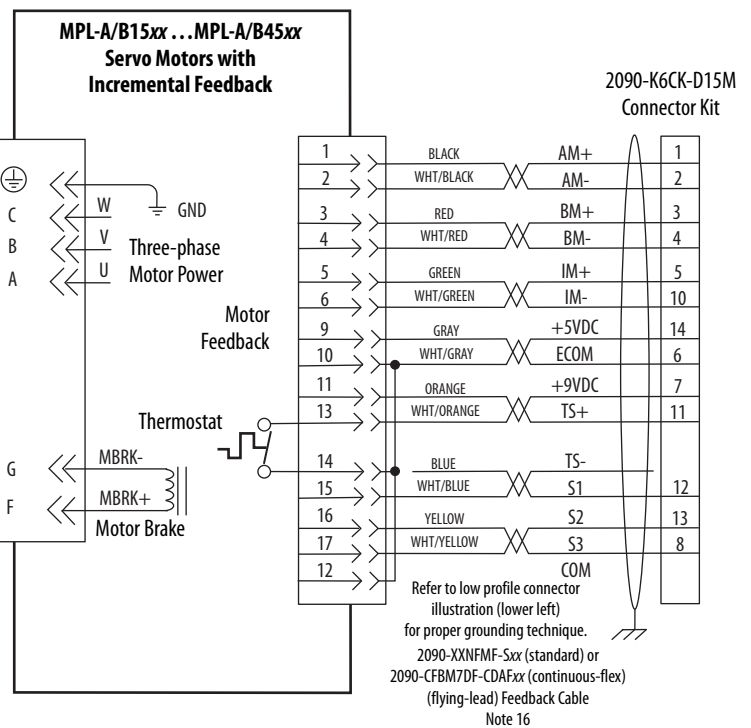 MPL-A/B15xx ...MPL-A/B45xx
Servo Motors with
Incremental Feedback
2090-K6CK-D15M
Connector Kit
1 BLACK AM+ 1
2 WHT/BLACK AM- 2
GND
C W 3 RED BM+ 3
B V 4 WHT/RED BM- 4
Three-phase
Motor Power
A U 5 GREEN IM+ 5
6 WHT/GREEN IM- 10
Motor
Feedback
9 GRAY +5VDC 14
10 WHT/GRAY ECOM 6
11 ORANGE +9VDC 7
Thermostat
13 WHT/ORANGE TS+ 11
G MBRK- 14 BLUE TS-
15 WHT/BLUE S1 12
F MBRK+ 16 YELLOW S2 13
Motor Brake
17 WHT/YELLOW S3 8
12 COM
Refer to low profile connector
illustration (lower left)
for proper grounding technique.
2090-XXNFMF-Sxx (standard) or
2090-CFBM7DF-CDAFxx (continuous-flex)
(flying-lead) Feedback Cable
Note 16